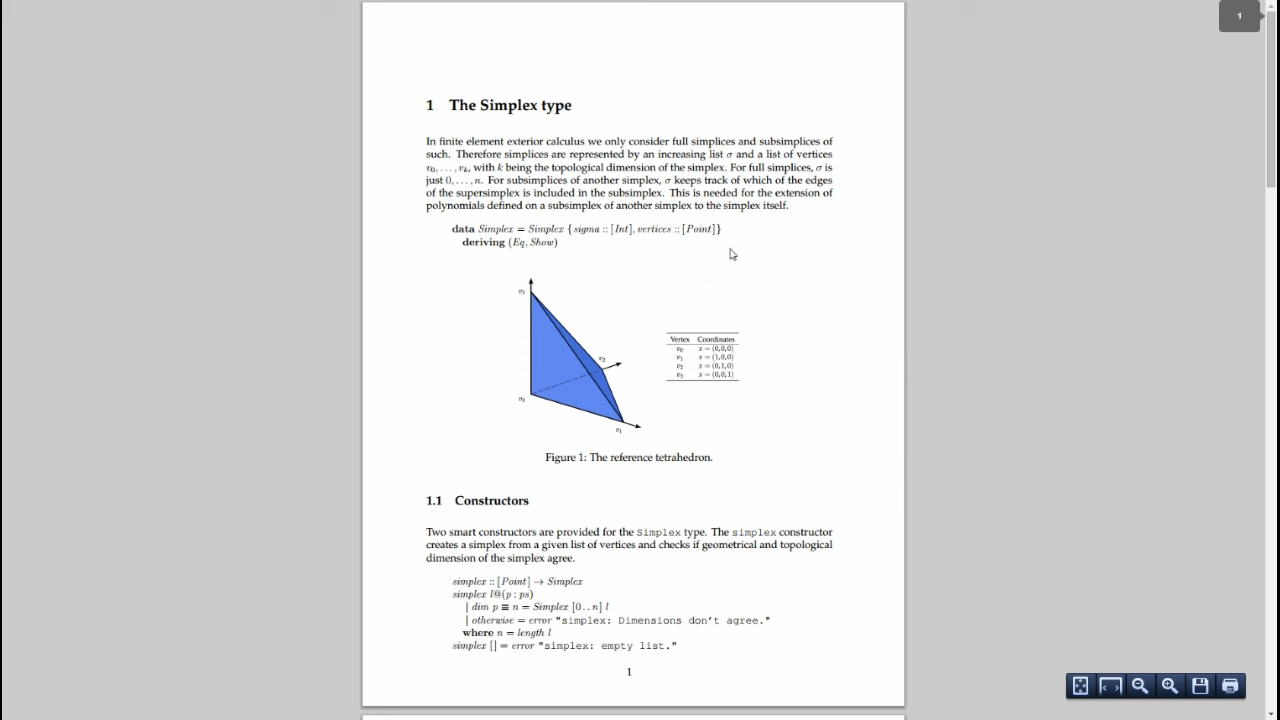 1
1 The Simplex type
In finite element exterior calculus we only consider full simplices and subsimplices of
such. Therefore simplices are represented by an increasing list σ and a list of vertices
v₀, . . . , vₖ, with k being the topological dimension of the simplex. For full simplices, σ is
just 0, . . . , n. For subsimplices of another simplex, σ keeps track of which of the edges
of the supersimplex is included in the subsimplex. This is needed for the extension of
polynomials defined on a subsimplex of another simplex to the simplex itself.
data Simplex = Simplex { sigma :: [Int], vertices :: [Point]}
deriving (Eq, Show)
v₃
v₂
v₀
v₁
Vertex Coordinates
v₀ x = (0,0,0)
v₁ x = (1,0,0)
v₂ x = (0,1,0)
v₃ x = (0,0,1)
Figure 1: The reference tetrahedron.
1.1 Constructors
Two smart constructors are provided for the Simplex type. The simplex constructor
creates a simplex from a given list of vertices and checks if geometrical and topological
dimension of the simplex agree.
simplex :: [Point] → Simplex
simplex l@(p : ps)
| dim p ≡ n = Simplex [0 . . n] l
| otherwise = error "simplex: Dimensions don't agree."
where n = length l
simplex [] = error "simplex: empty list."
1